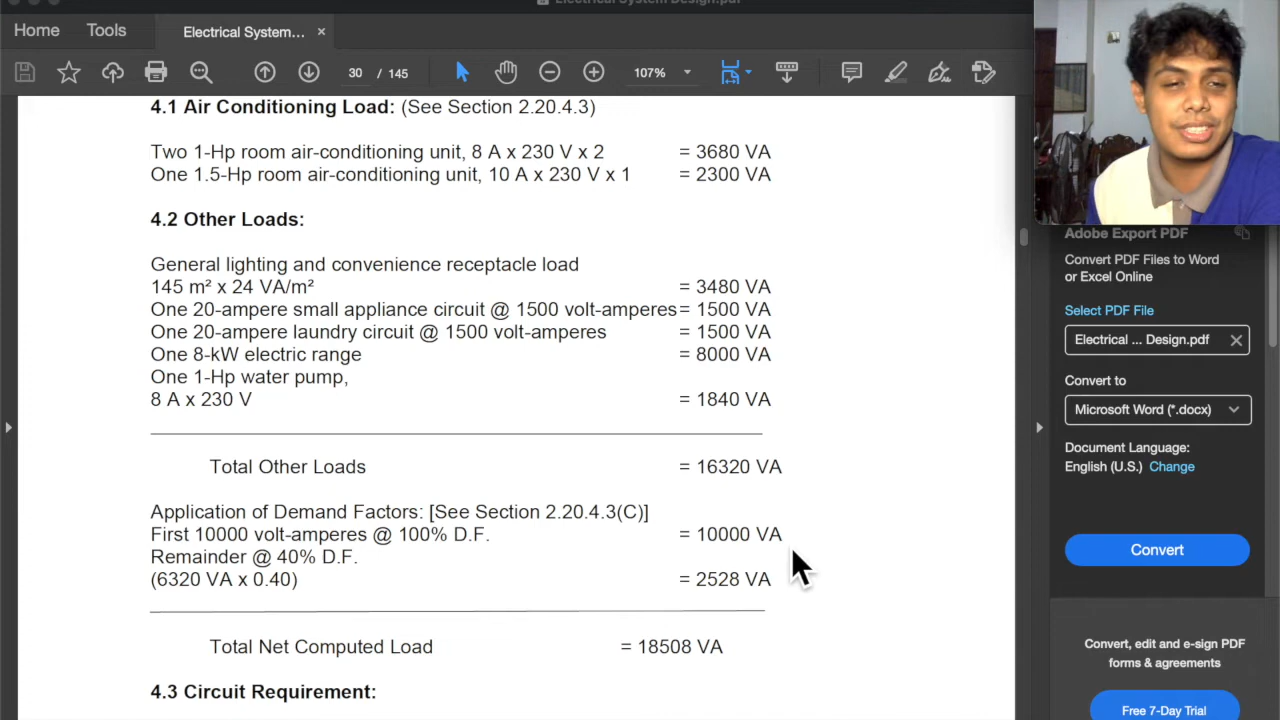 Electrical System Design.pdf
Home Tools Electrical System... ×
30 / 145 107%
4.1 Air Conditioning Load: (See Section 2.20.4.3)
Two 1-Hp room air-conditioning unit, 8 A x 230 V x 2 = 3680 VA
One 1.5-Hp room air-conditioning unit, 10 A x 230 V x 1 = 2300 VA
4.2 Other Loads:
General lighting and convenience receptacle load
145 m² x 24 VA/m² = 3480 VA
One 20-ampere small appliance circuit @ 1500 volt-amperes = 1500 VA
One 20-ampere laundry circuit @ 1500 volt-amperes = 1500 VA
One 8-kW electric range = 8000 VA
One 1-Hp water pump,
8 A x 230 V = 1840 VA
Total Other Loads = 16320 VA
Application of Demand Factors: [See Section 2.20.4.3(C)]
First 10000 volt-amperes @ 100% D.F. = 10000 VA
Remainder @ 40% D.F.
(6320 VA x 0.40) = 2528 VA
Total Net Computed Load = 18508 VA
4.3 Circuit Requirement:
Adobe Export PDF
Convert PDF Files to Word
or Excel Online
Select PDF File
Electrical ... Design.pdf
Convert to
Microsoft Word (*.docx)
Document Language:
English (U.S.) Change
Convert
Convert, edit and e-sign PDF
forms & agreements
Free 7-Day Trial